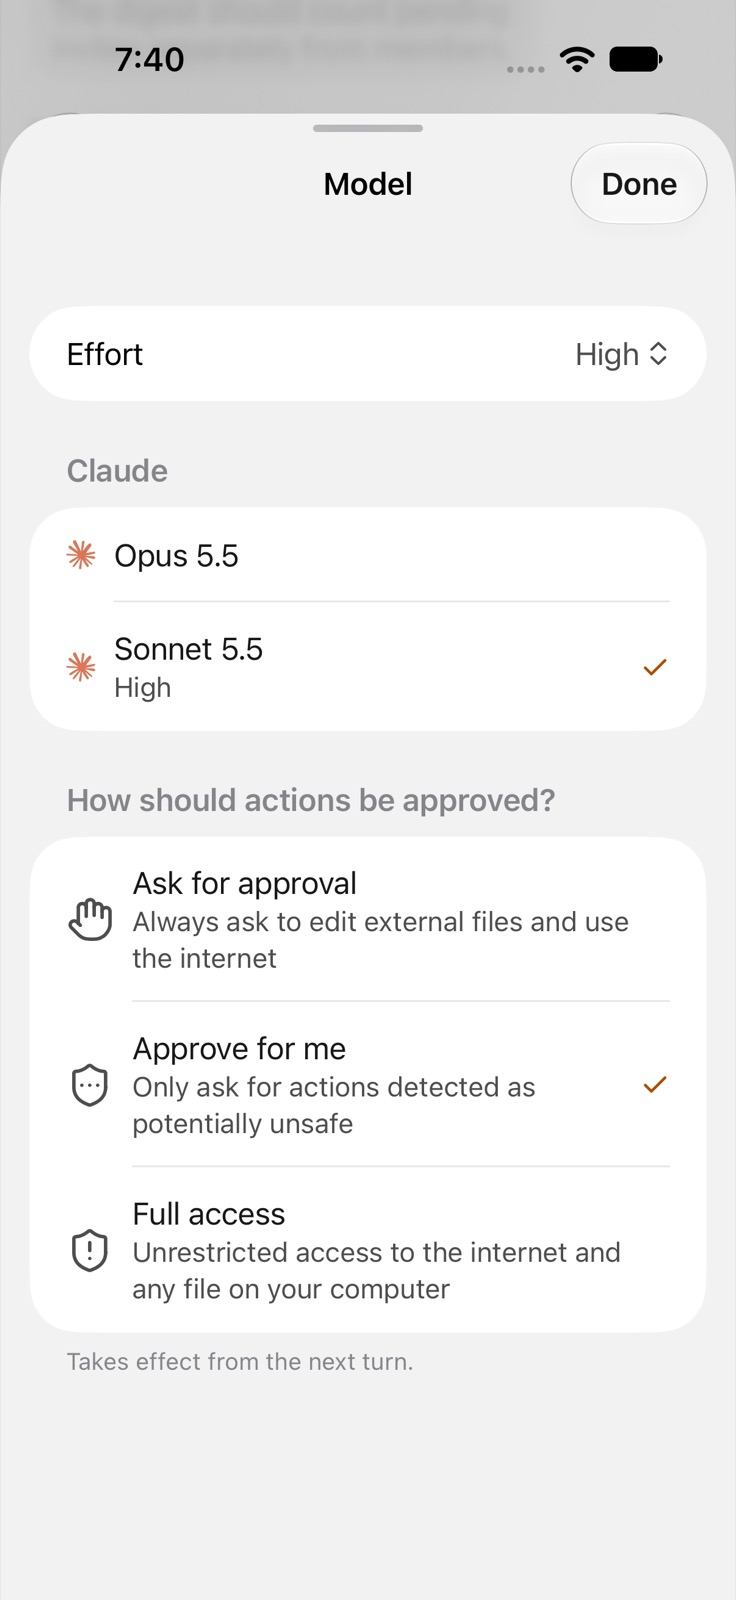 7:40
Model
Done
Effort
High
Claude
Opus 5.5
Sonnet 5.5
High
How should actions be approved?
Ask for approval
Always ask to edit external files and use
the internet
Approve for me
Only ask for actions detected as
potentially unsafe
Full access
Unrestricted access to the internet and
any file on your computer
Takes effect from the next turn.